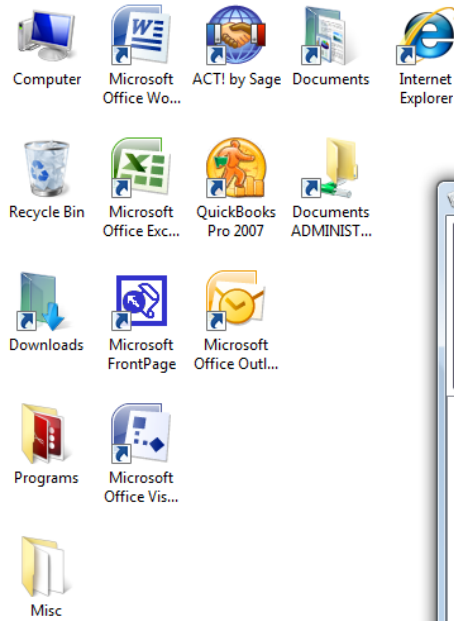 Computer
Microsoft Office Wo...
ACT! by Sage
Documents
Internet Explorer
Recycle Bin
Microsoft Office Exc...
QuickBooks Pro 2007
Documents ADMINIST...
Downloads
Microsoft FrontPage
Microsoft Office Outl...
Programs
Microsoft Office Vis...
Misc